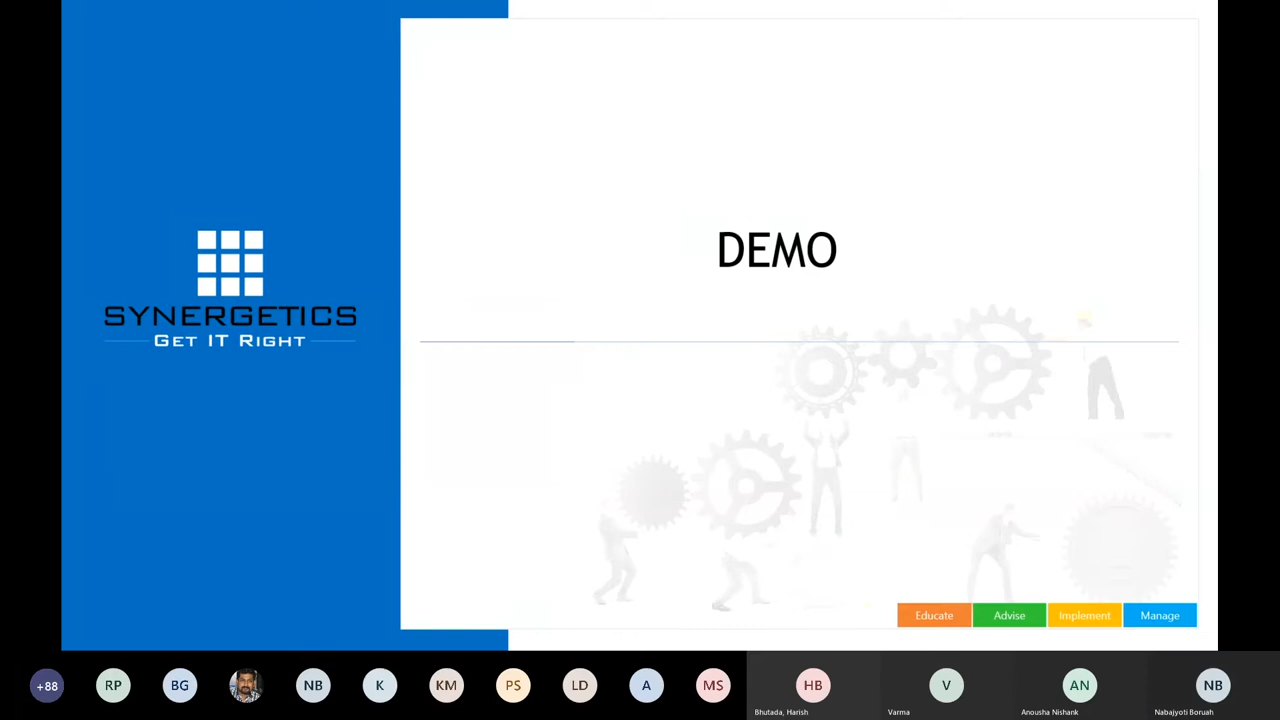 DEMO
SYNERGETICS
GET IT RIGHT
Educate
Advise
Implement
Manage
+88
RP
BG
NB
K
KM
PS
LD
A
MS
HB
V
AN
NB
Bhutada, Harish
Varma
Anousha Nishank
Nabajyoti Boruah